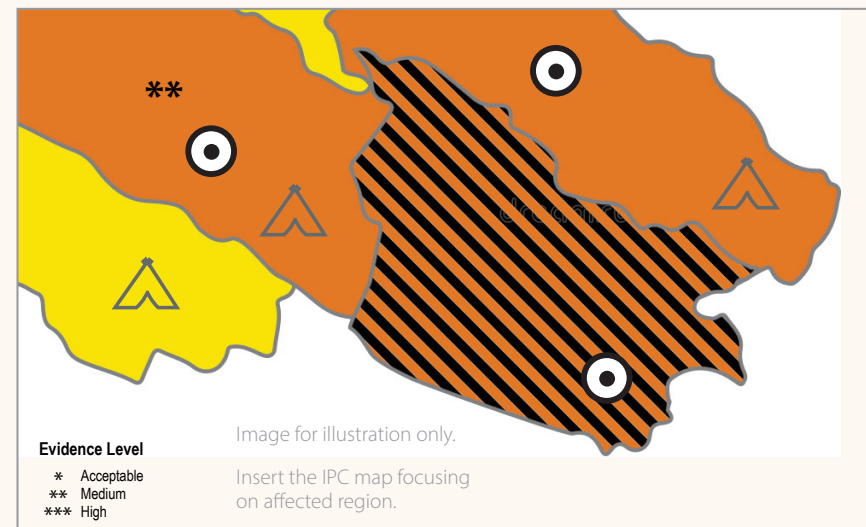 **
Image for illustration only.
Evidence Level
Insert the IPC map focusing
on affected region.
* Acceptable
** Medium
*** High